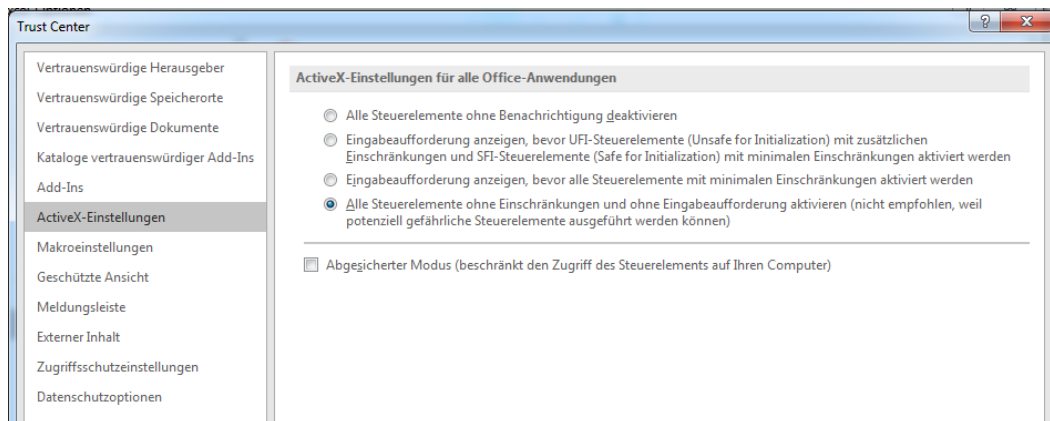 Trust Center
Vertrauenswürdige Herausgeber
Vertrauenswürdige Speicherorte
Vertrauenswürdige Dokumente
Kataloge vertrauenswürdiger Add-Ins
Add-Ins
ActiveX-Einstellungen
Makroeinstellungen
Geschützte Ansicht
Meldungsleiste
Externer Inhalt
Zugriffsschutzeinstellungen
Datenschutzoptionen
ActiveX-Einstellungen für alle Office-Anwendungen
Alle Steuerelemente ohne Benachrichtigung deaktivieren
Eingabeaufforderung anzeigen, bevor UFI-Steuerelemente (Unsafe for Initialization) mit zusätzlichen
Einschränkungen und SFI-Steuerelemente (Safe for Initialization) mit minimalen Einschränkungen aktiviert werden
Eingabeaufforderung anzeigen, bevor alle Steuerelemente mit minimalen Einschränkungen aktiviert werden
Alle Steuerelemente ohne Einschränkungen und ohne Eingabeaufforderung aktivieren (nicht empfohlen, weil
potenziell gefährliche Steuerelemente ausgeführt werden können)
Abgesicherter Modus (beschränkt den Zugriff des Steuerelements auf Ihren Computer)